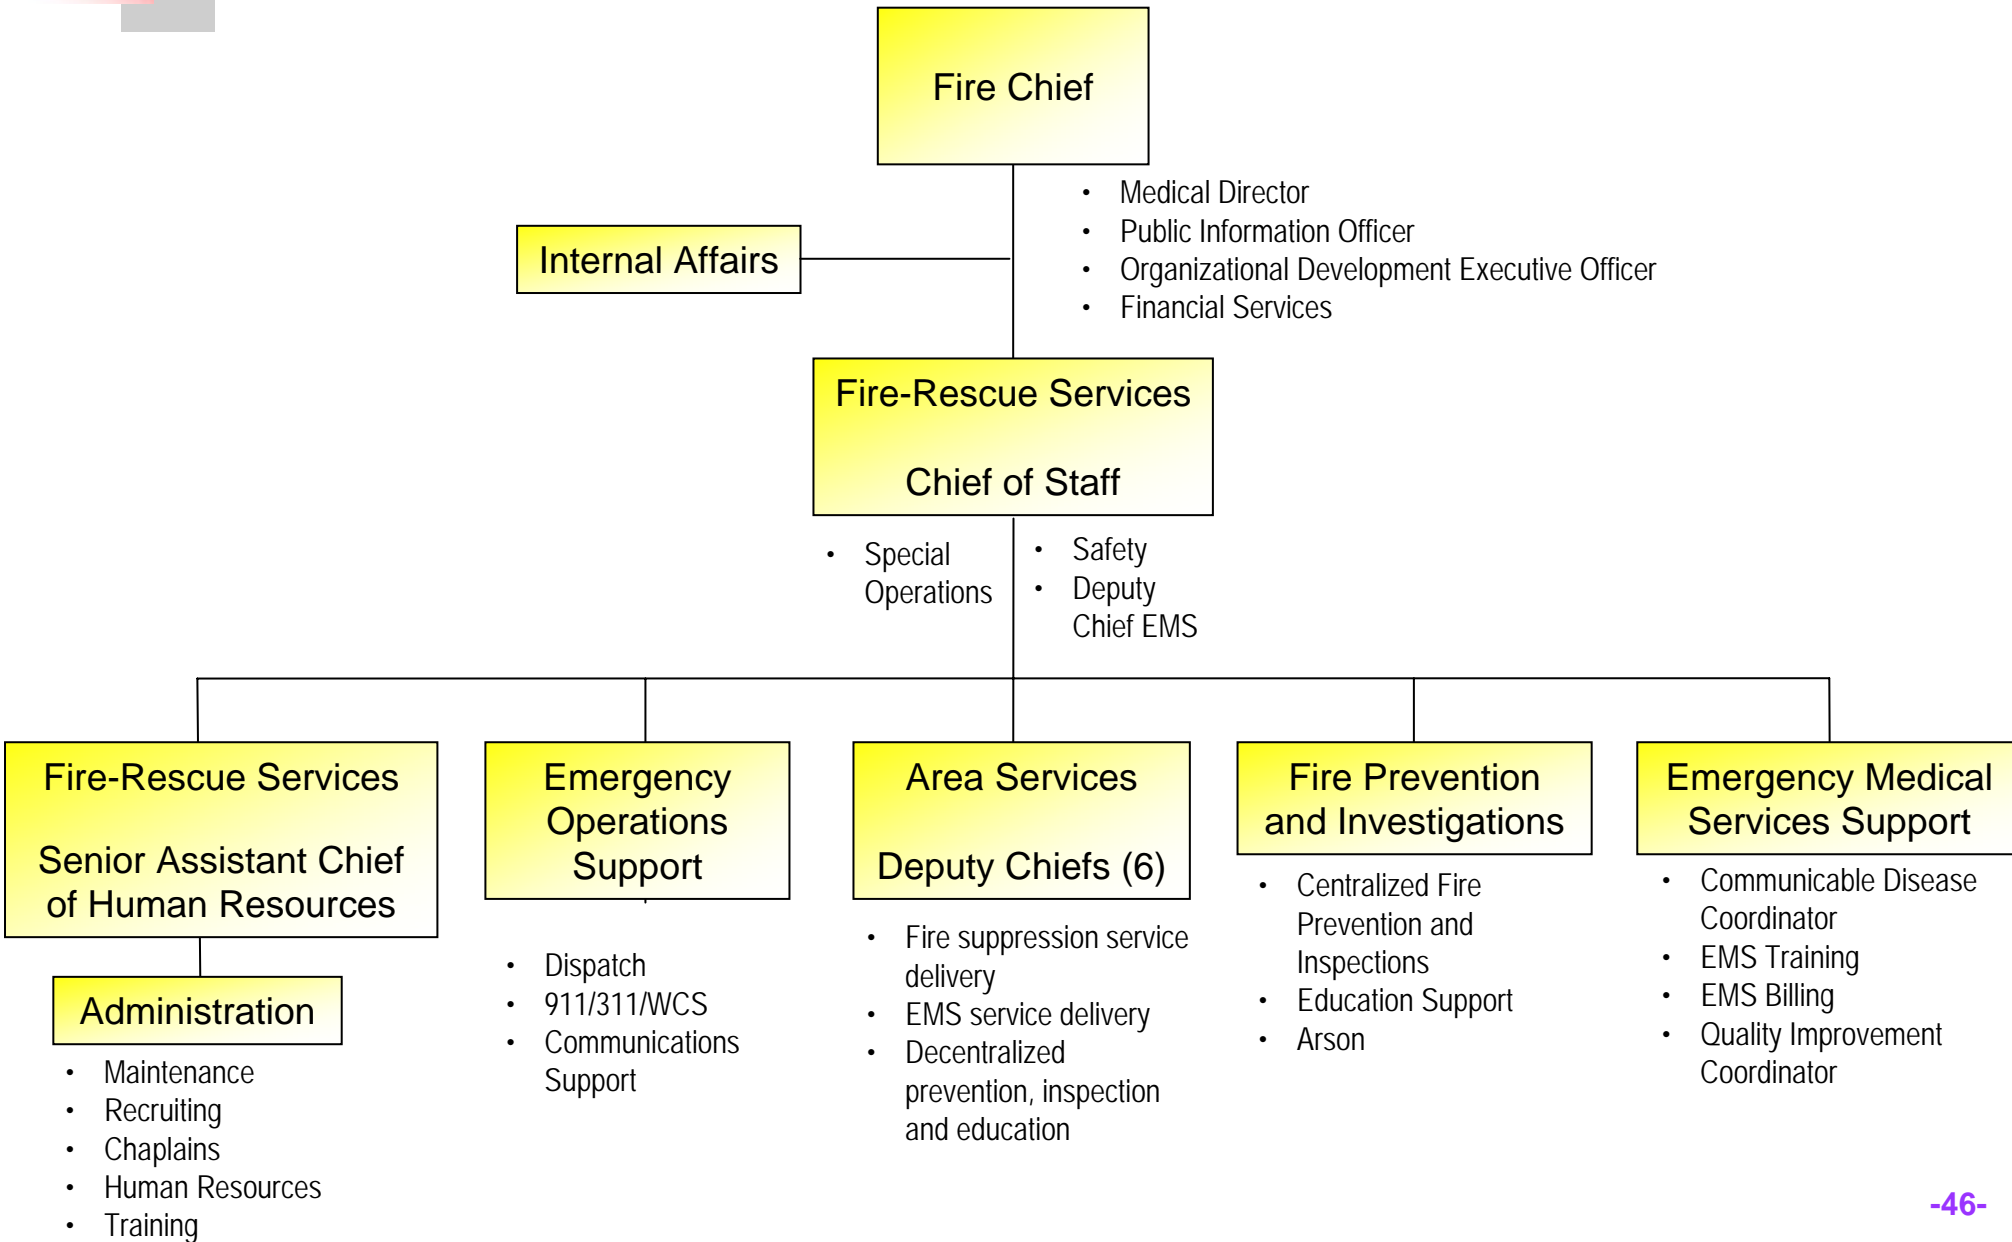 Fire Chief
• Medical Director
• Public Information Officer
• Organizational Development Executive Officer
• Financial Services
Internal Affairs
Fire-Rescue Services
Chief of Staff
• Special
Operations
• Safety
• Deputy
Chief EMS
Fire-Rescue Services
Senior Assistant Chief
of Human Resources
Administration
• Maintenance
• Recruiting
• Chaplains
• Human Resources
• Training
Emergency
Operations
Support
• Dispatch
• 911/311/WCS
• Communications
Support
Area Services
Deputy Chiefs (6)
• Fire suppression service
delivery
• EMS service delivery
• Decentralized
prevention, inspection
and education
Fire Prevention
and Investigations
• Centralized Fire
Prevention and
Inspections
• Education Support
• Arson
Emergency Medical
Services Support
• Communicable Disease
Coordinator
• EMS Training
• EMS Billing
• Quality Improvement
Coordinator
-46-